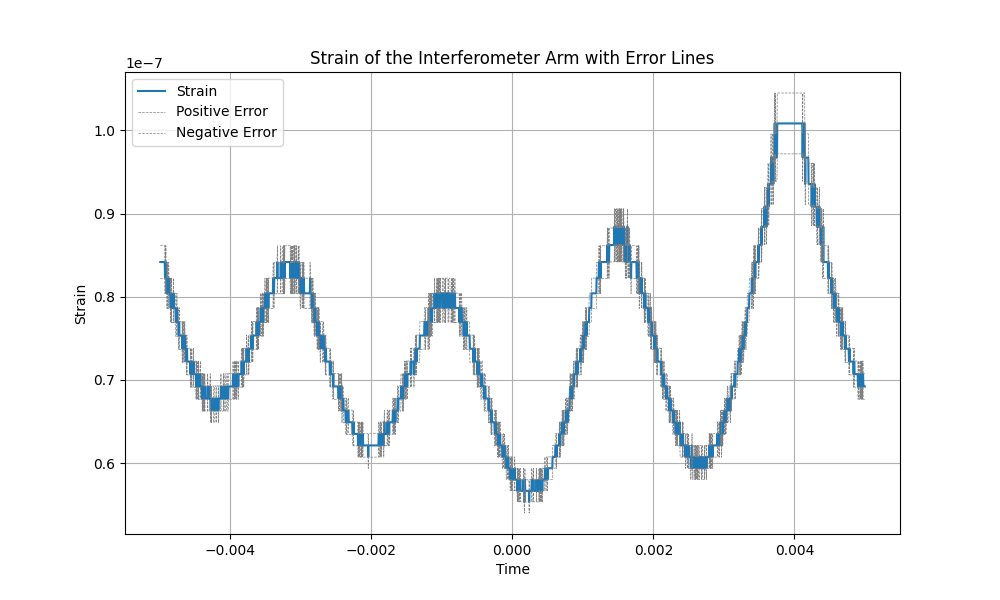 Strain of the Interferometer Arm with Error Lines
1e−7
Strain
Positive Error
Negative Error
1.0
0.9
0.8
0.7
0.6
Strain
−0.004
−0.002
0.000
0.002
0.004
Time